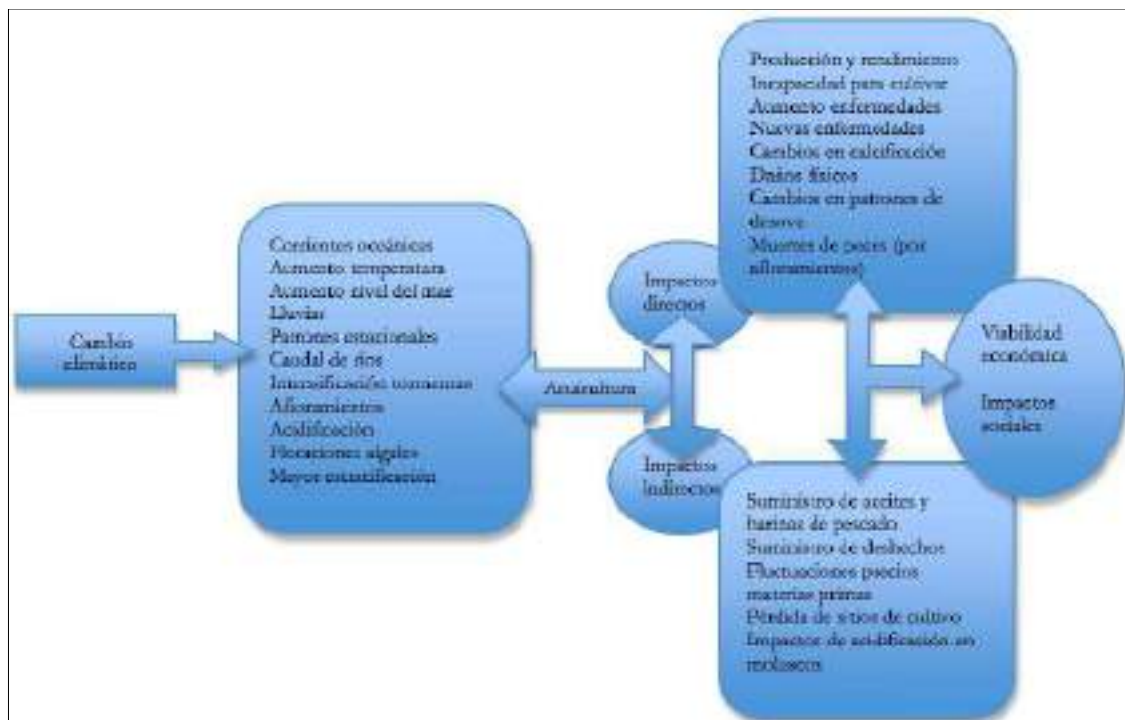 Cambio
climático
Corrientes oceánicas
Aumento temperatura
Aumento nivel del mar
Lluvias
Patrones estacionales
Caudal de ríos
Intensificación tormentas
Afloramientos
Acidificación
Floraciones algales
Mayor estratificación
Acuicultura
Impactos
directos
Impactos
indirectos
Producción y rendimiento
Incapacidad para cultivar
Aumento enfermedades
Nuevas enfermedades
Cambios en calcificación
Daños físicos
Cambios en patrones de
desove
Muertes de peces (por
afloramientos)
Suministro de aceites y
harinas de pescado
Suministro de deshechos
Fluctuaciones precios
materias primas
Pérdida de sitios de cultivo
Impactos de acidificación en
moluscos
Viabilidad
económica
Impactos
sociales